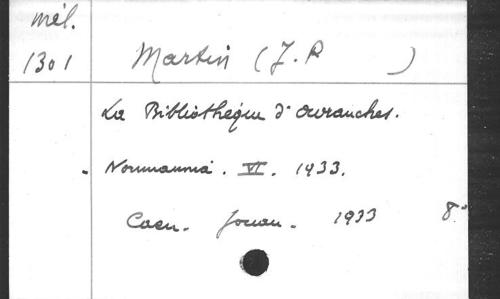 Mél.
1301
Martin (J. R )
La Bibliothèque d'Avranches.
Normannia. VI. 1933.
Caen. Jouan. 1933 8°